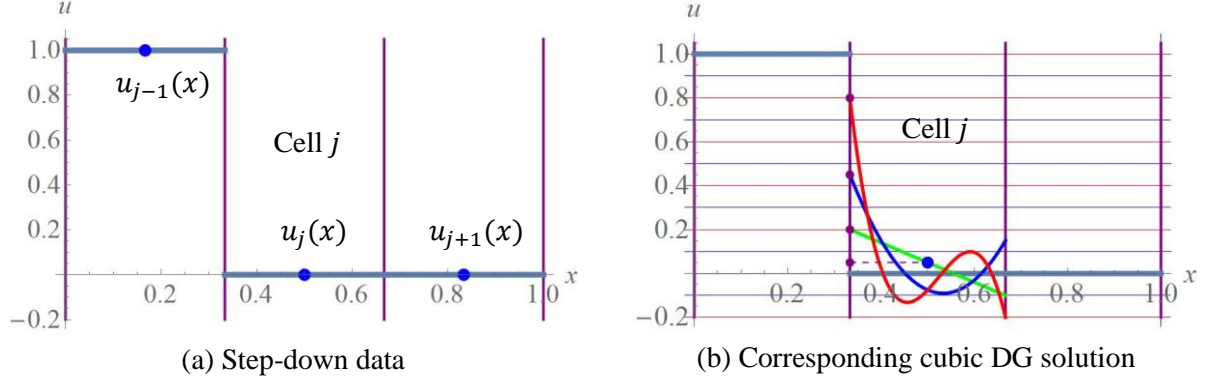 u
1.0
0.8
0.6
0.4
0.2
−0.2
0.2 0.4 0.6 0.8 1.0 x
u_{j−1}(x)
Cell j
u_j(x)
u_{j+1}(x)
(a) Step-down data
u
1.0
0.8
0.6
0.4
0.2
−0.2
0.2 0.4 0.6 0.8 1.0 x
Cell j
(b) Corresponding cubic DG solution